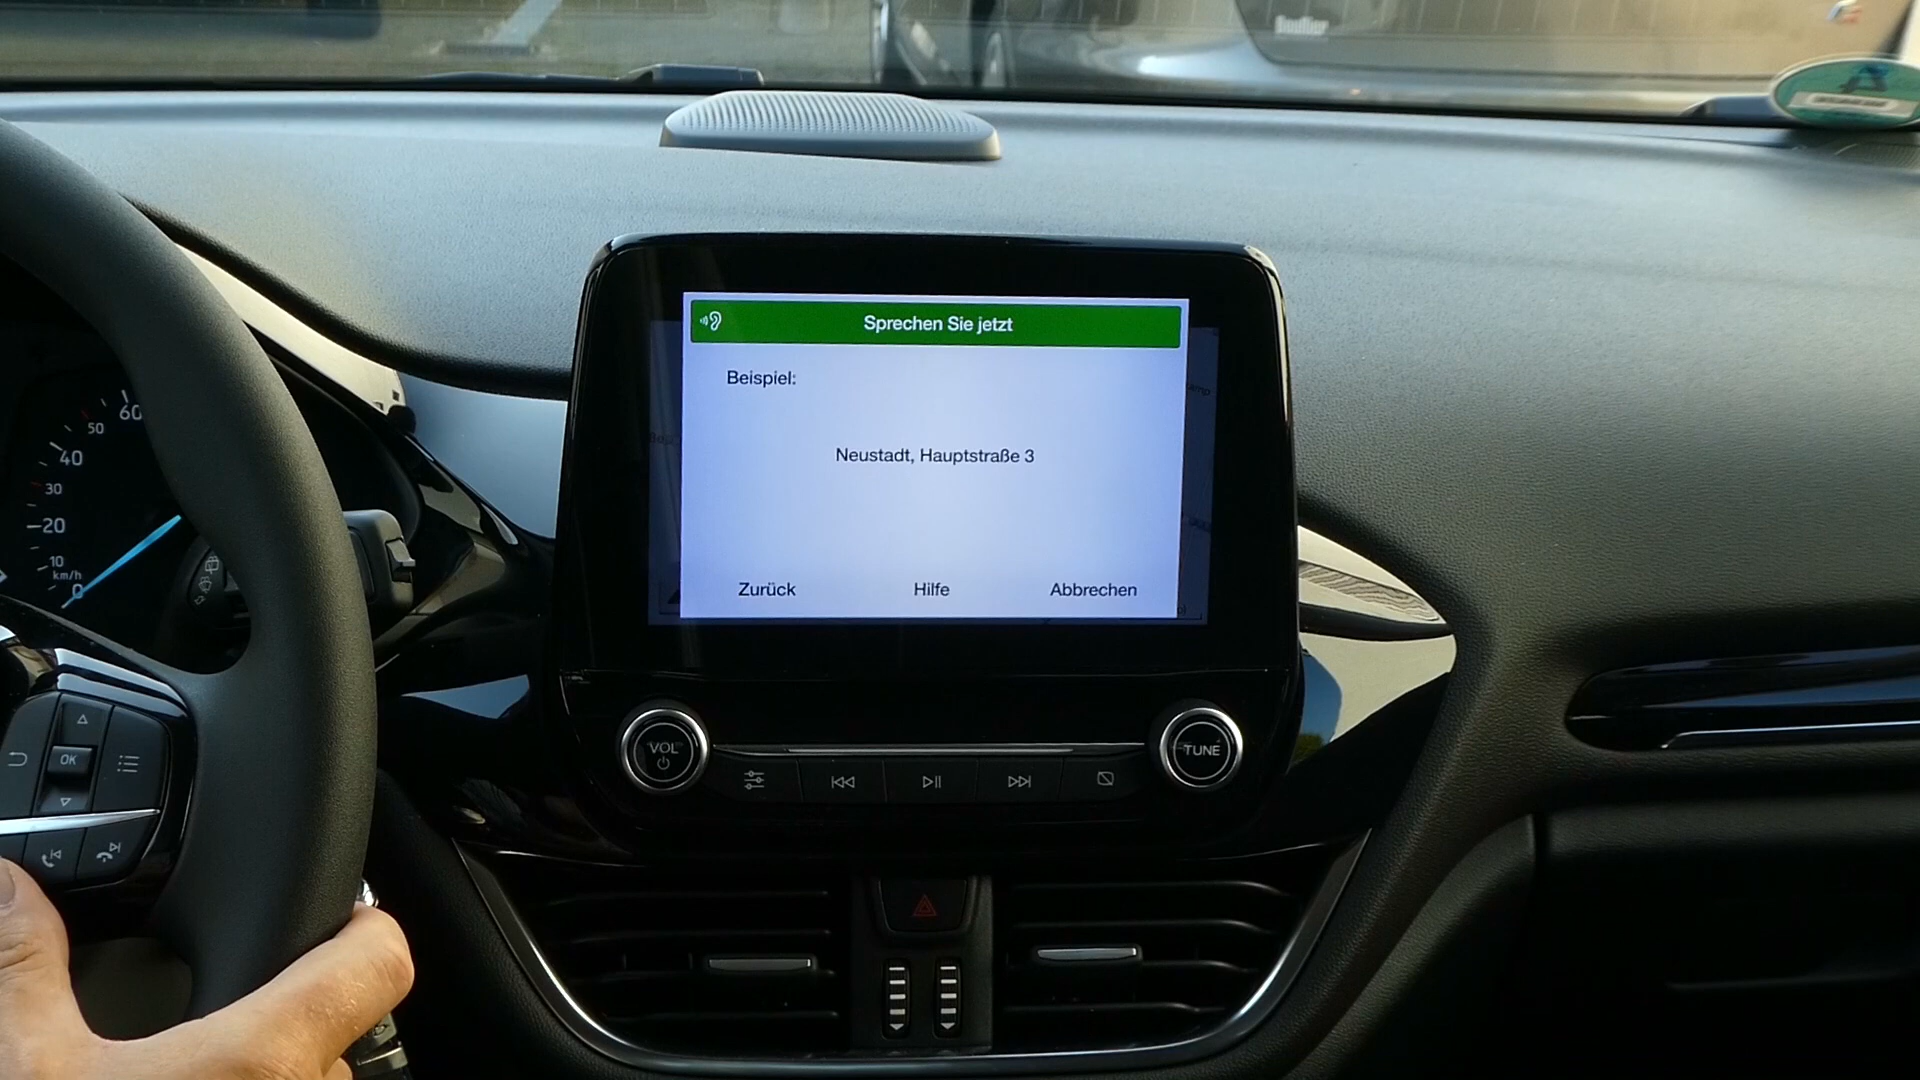 Sprechen Sie jetzt
Beispiel:
Neustadt, Hauptstraße 3
Zurück Hilfe Abbrechen
60
50
40
30
20
10
km/h
0
VOL
TUNE
OK